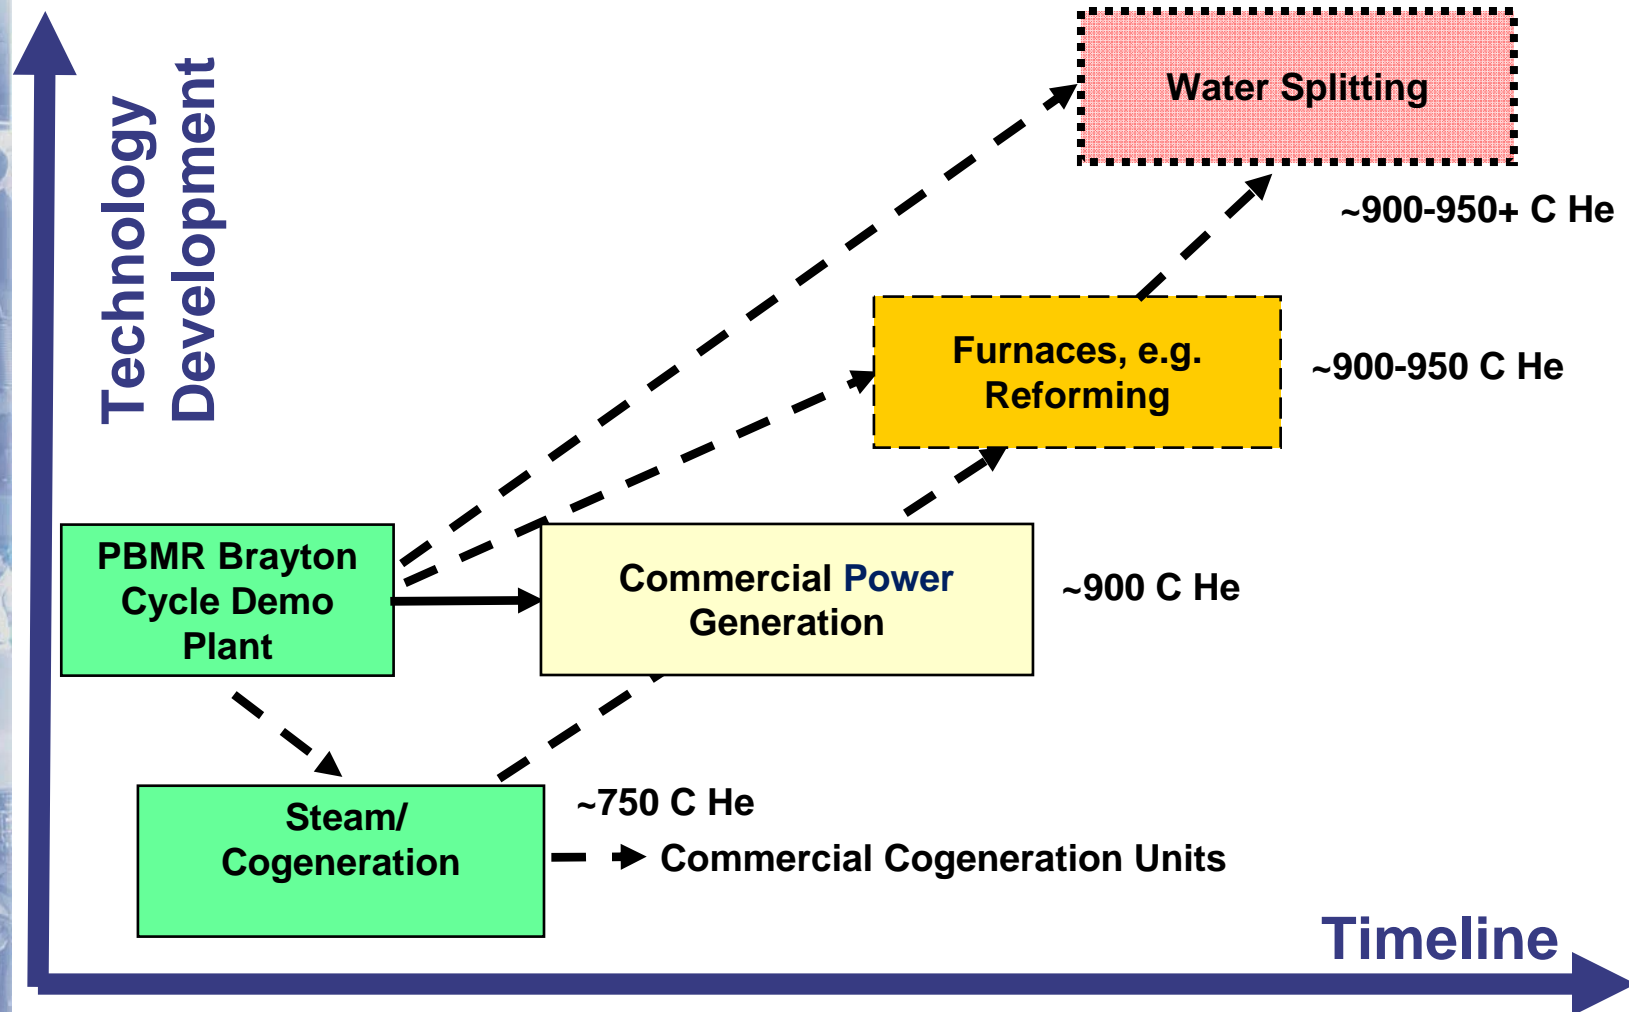 Technology
Development
Water Splitting
~900-950+ C He
Furnaces, e.g.
Reforming
~900-950 C He
PBMR Brayton
Cycle Demo
Plant
Commercial Power
Generation
~900 C He
Steam/
Cogeneration
~750 C He
Commercial Cogeneration Units
Timeline